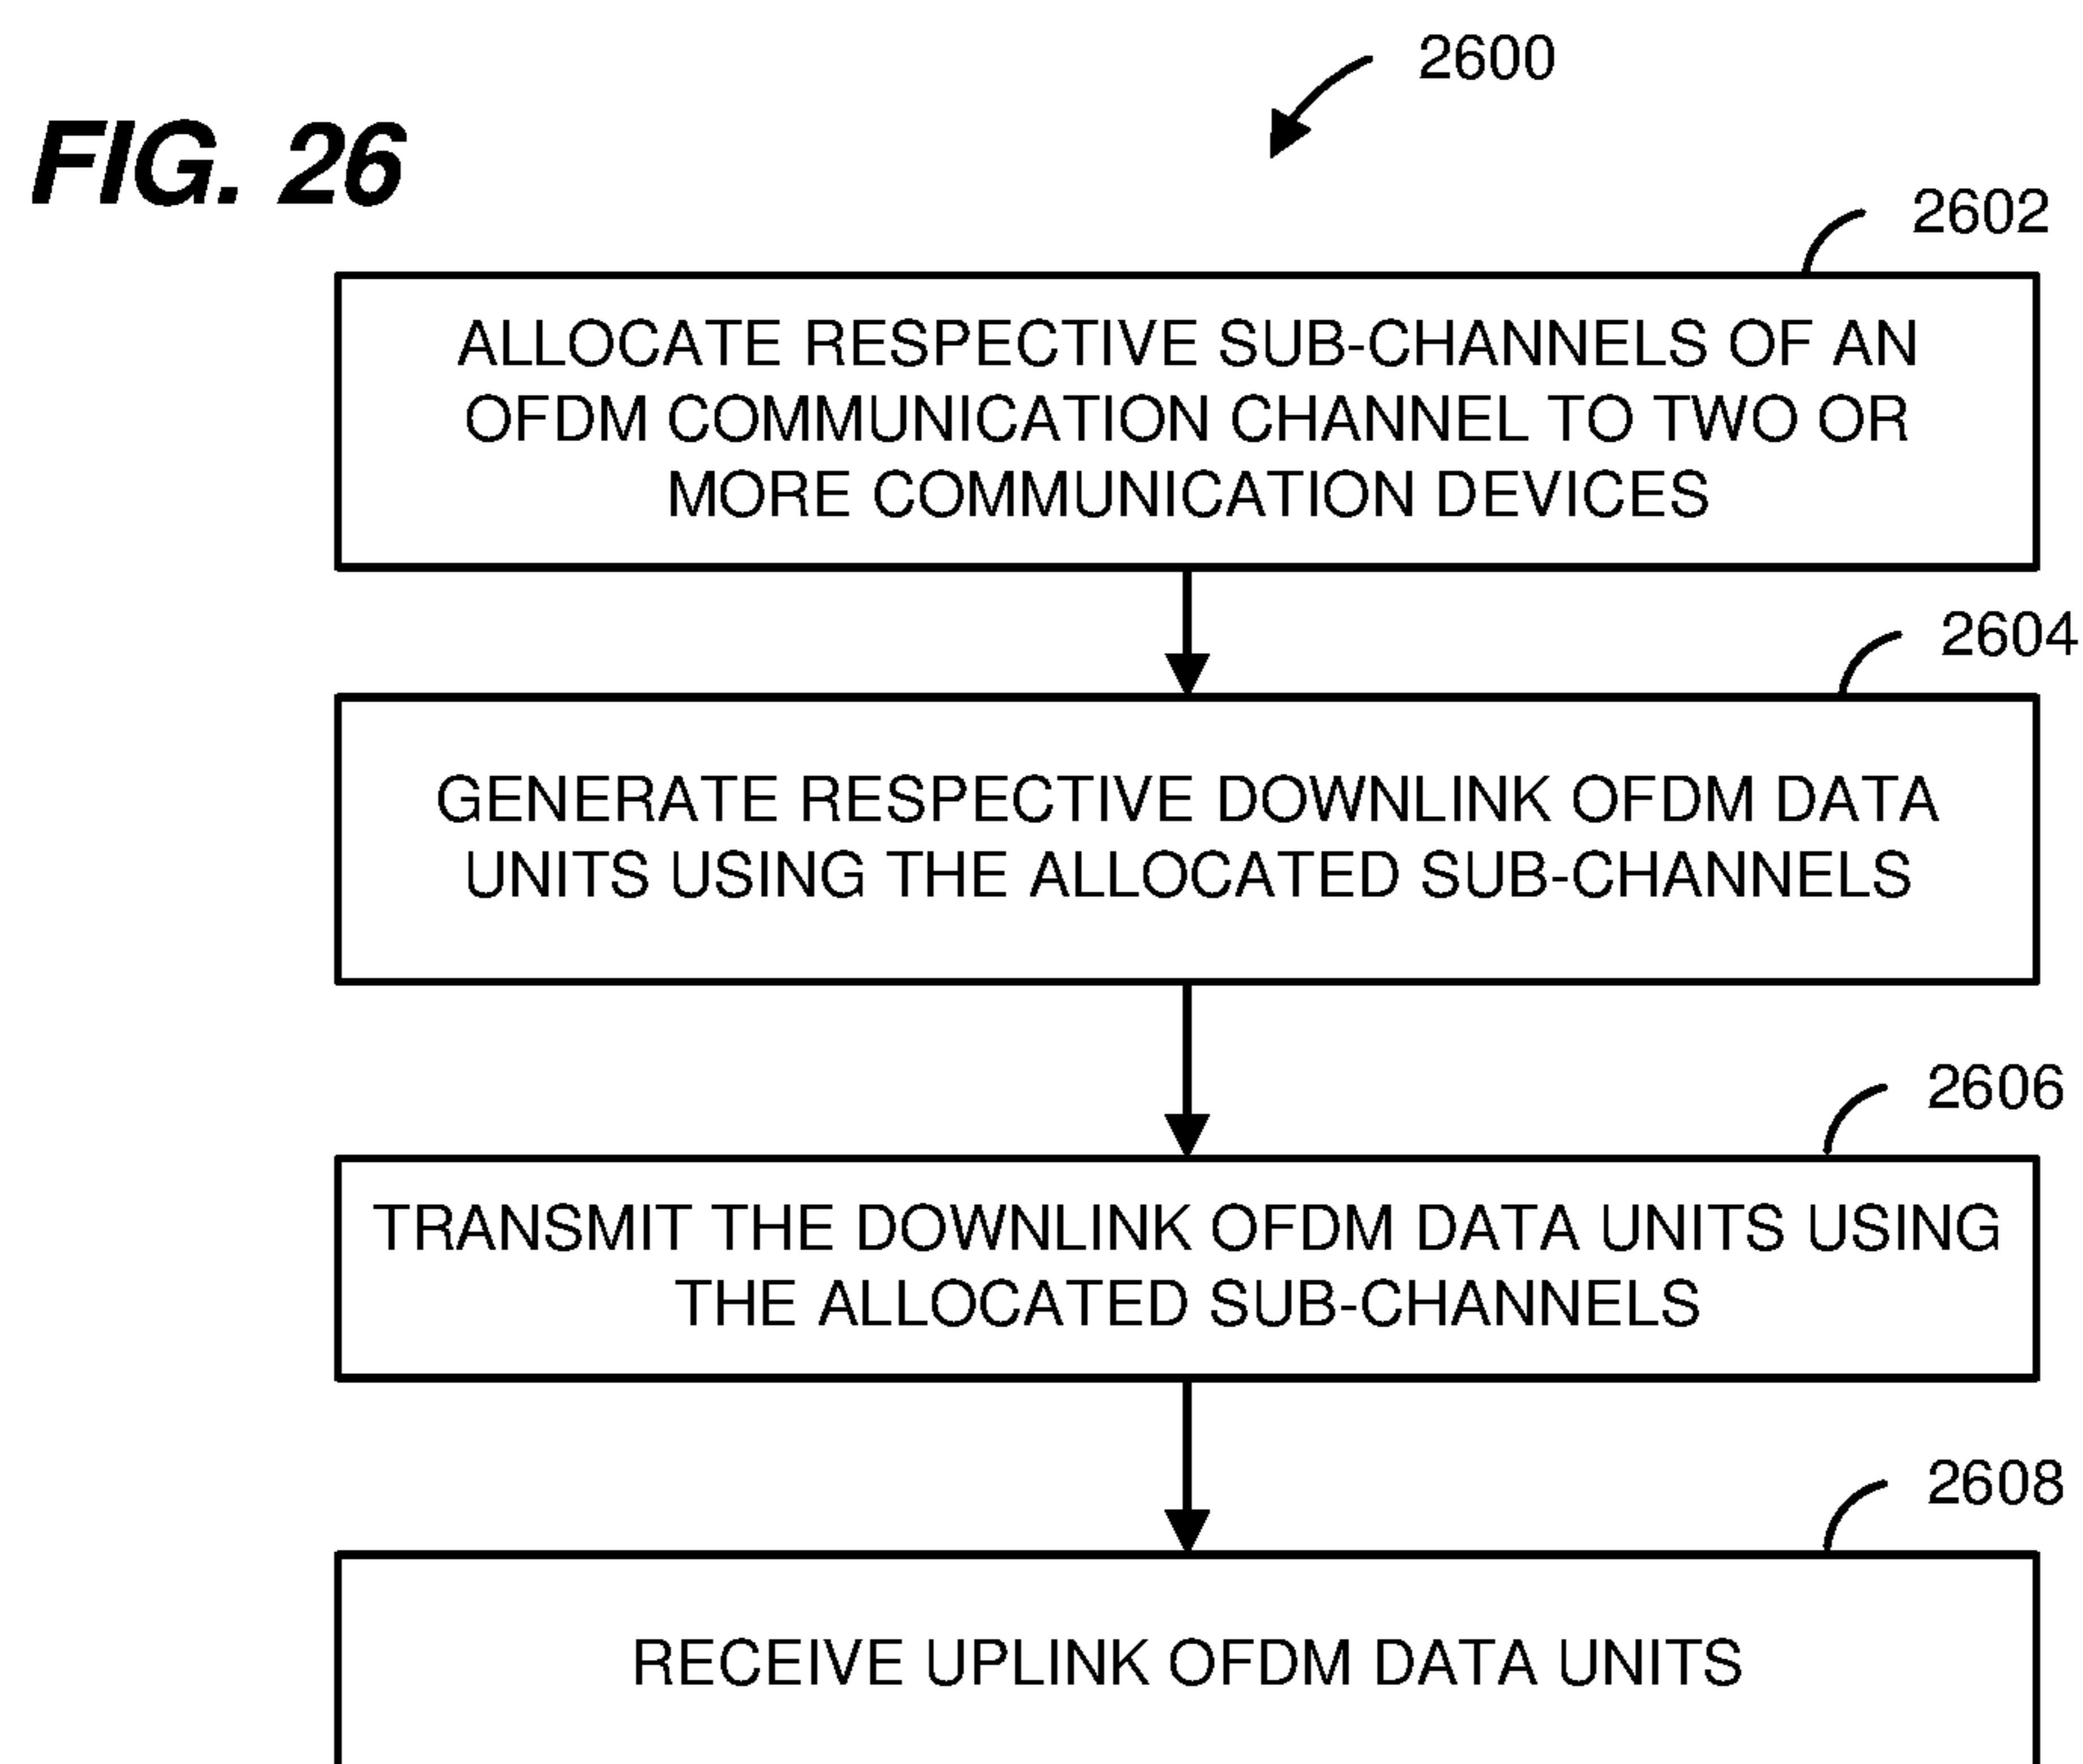 2600
FIG. 26
2602
ALLOCATE RESPECTIVE SUB-CHANNELS OF AN
OFDM COMMUNICATION CHANNEL TO TWO OR
MORE COMMUNICATION DEVICES
2604
GENERATE RESPECTIVE DOWNLINK OFDM DATA
UNITS USING THE ALLOCATED SUB-CHANNELS
2606
TRANSMIT THE DOWNLINK OFDM DATA UNITS USING
THE ALLOCATED SUB-CHANNELS
2608
RECEIVE UPLINK OFDM DATA UNITS